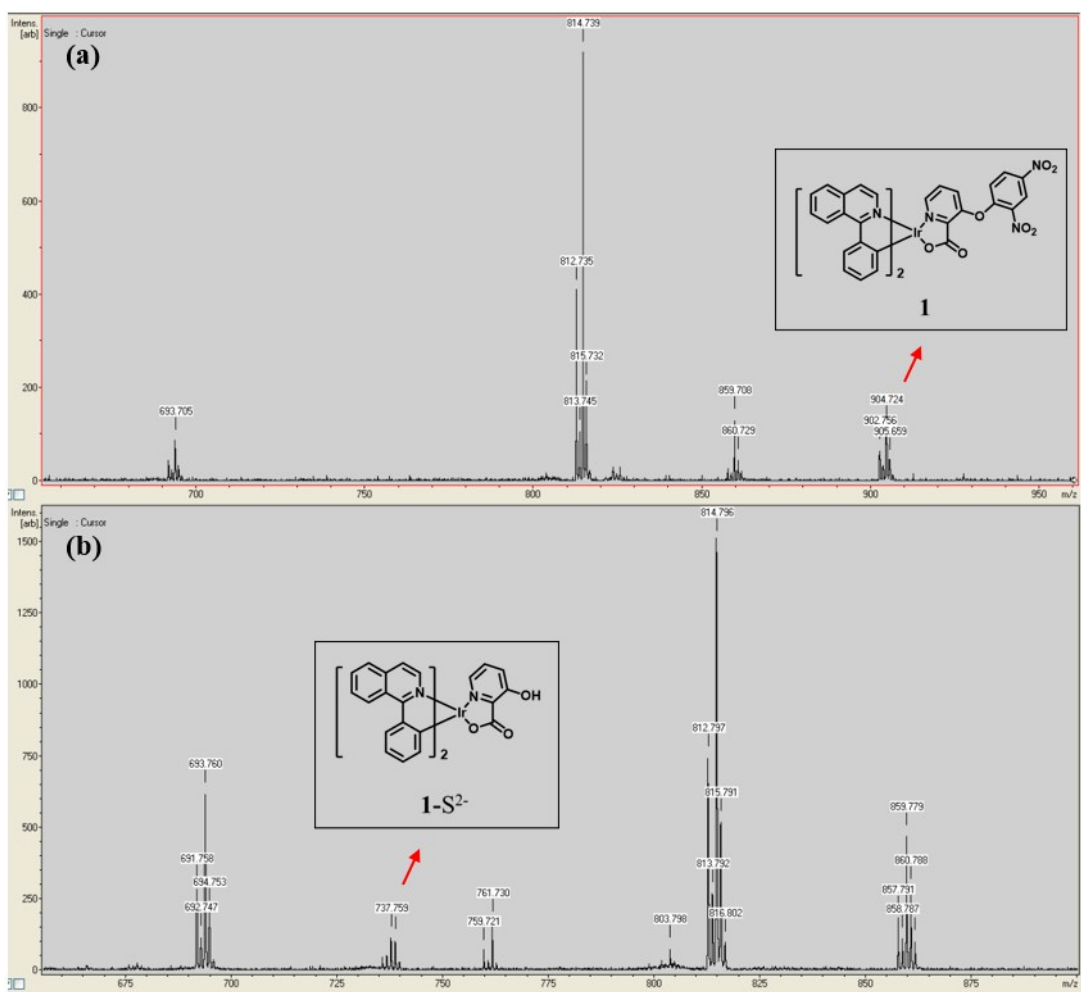 Intens.
[arb]
Single : Cursor
(a)
814.739
800
812.735
600
400
815.732
813.745
200
693.705
859.708
860.729
904.724
902.756
905.659
0
700
750
800
850
900
950
m/z
NO2
N
N
Ir
O
O
O
NO2
2
1
Intens.
[arb]
Single : Cursor
(b)
814.796
1500
1250
1000
812.797
750
693.760
815.791
500
859.779
691.758
813.792
860.788
694.753
857.791
250
692.747
737.759
759.721
761.730
803.798
816.802
858.787
0
675
700
725
750
775
800
825
850
875
m/z
N
N
OH
Ir
O
O
2
1-S2-